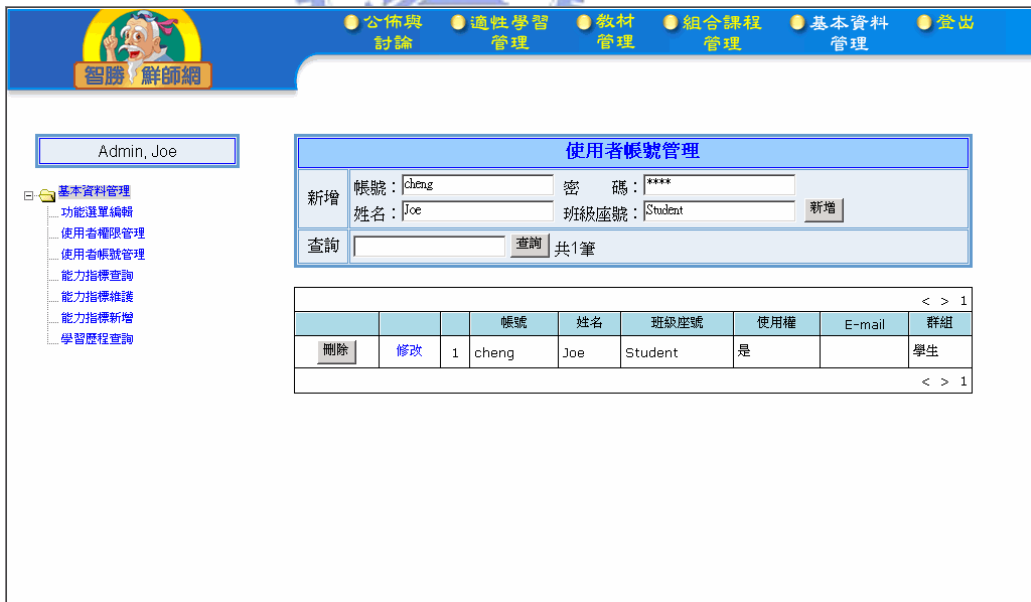 公佈與討論
適性學習管理
教材管理
組合課程管理
基本資料管理
登出
智勝鮮師網
Admin, Joe
基本資料管理
功能選單編輯
使用者權限管理
使用者帳號管理
能力指標查詢
能力指標維護
能力指標新增
學習歷程查詢
使用者帳號管理
新增 帳號：cheng 密 碼：****
姓名：Joe 班級座號：Student 新增
查詢 查詢 共1筆
< > 1
帳號 姓名 班級座號 使用權 E-mail 群組
刪除 修改 1 cheng Joe Student 是 學生
< > 1